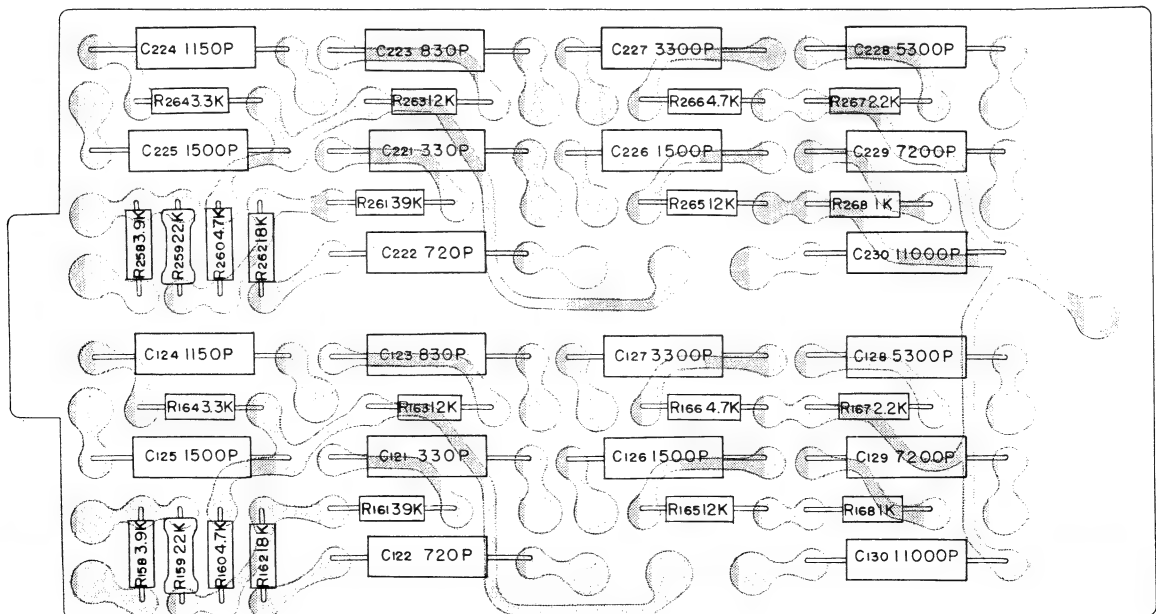 C224 1150P C223 830P C227 3300P C228 5300P
R264 3.3K R263 12K R266 4.7K R267 2.2K
C225 1500P C221 330P C226 1500P C229 7200P
R261 39K R265 12K R268 1K
R258 3.9K R259 22K R260 4.7K R262 18K
C222 720P C230 11000P
C124 1150P C123 830P C127 3300P C128 5300P
R164 3.3K R163 12K R166 4.7K R167 2.2K
C125 1500P C121 330P C126 1500P C129 7200P
R161 39K R165 12K R168 1K
R158 3.9K R159 22K R160 4.7K R162 18K
C122 720P C130 11000P